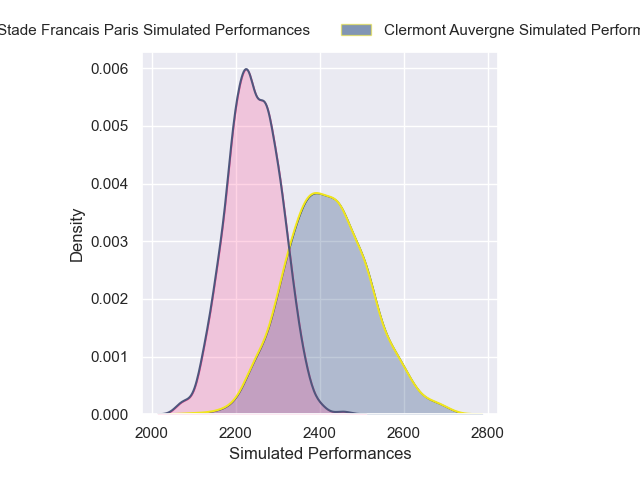 Stade Francais Paris Simulated Performances
Clermont Auvergne Simulated Perform
0.006
0.005
0.004
0.003
0.002
0.001
0.000
Density
2000 2200 2400 2600 2800
Simulated Performances